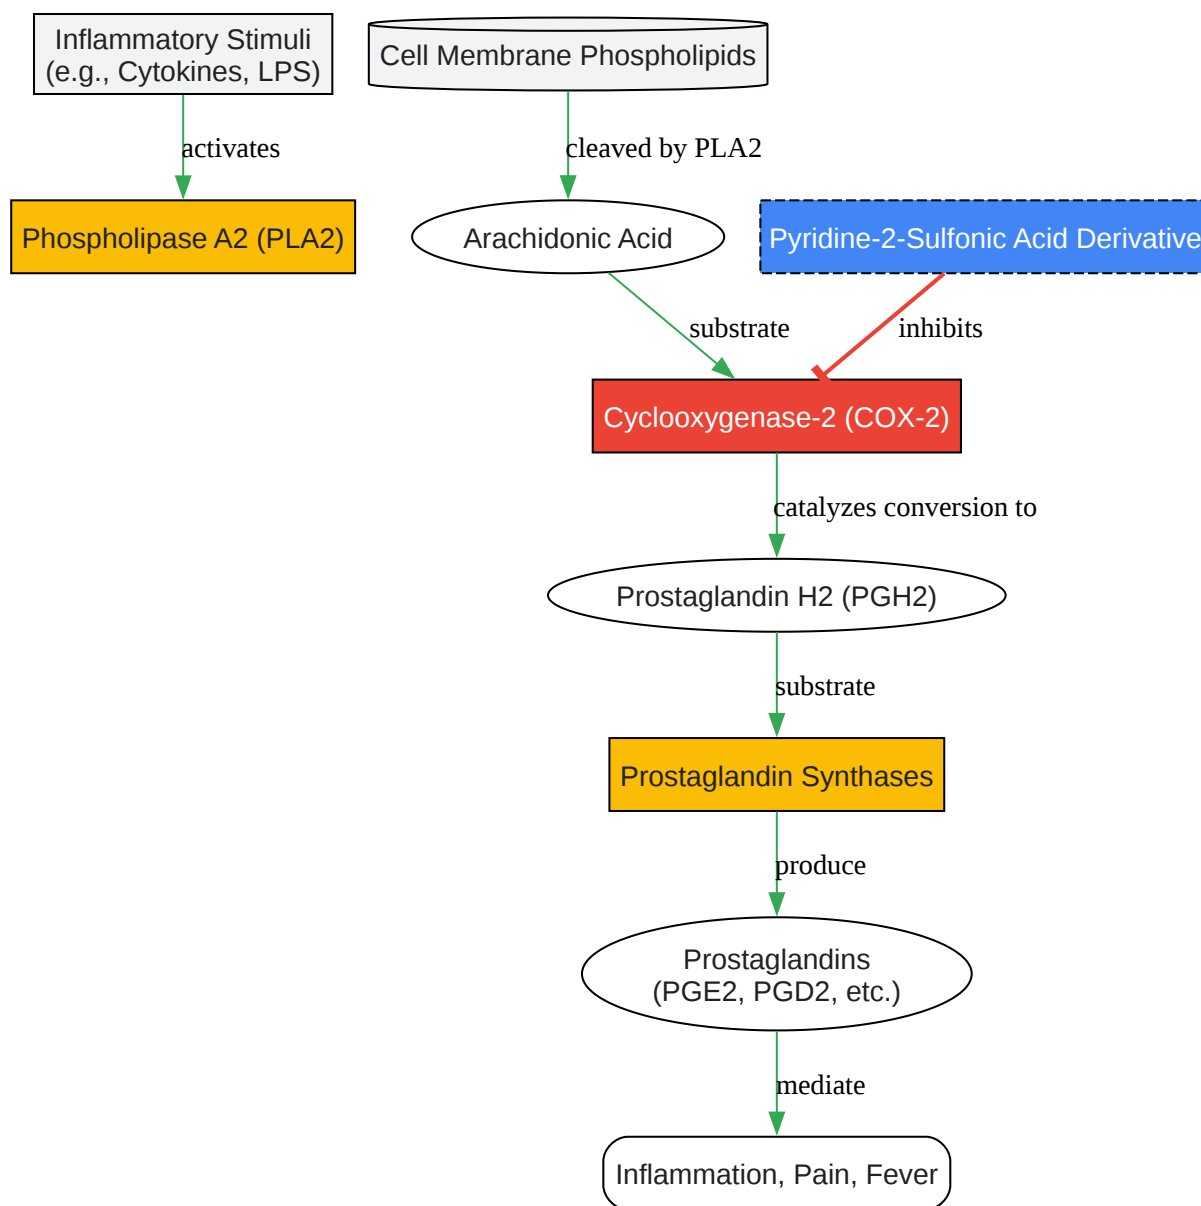 Inflammatory Stimuli
(e.g., Cytokines, LPS)
Cell Membrane Phospholipids
activates
cleaved by PLA2
Phospholipase A2 (PLA2)
Arachidonic Acid
Pyridine-2-Sulfonic Acid Derivative
substrate
inhibits
Cyclooxygenase-2 (COX-2)
catalyzes conversion to
Prostaglandin H2 (PGH2)
substrate
Prostaglandin Synthases
produce
Prostaglandins
(PGE2, PGD2, etc.)
mediate
Inflammation, Pain, Fever